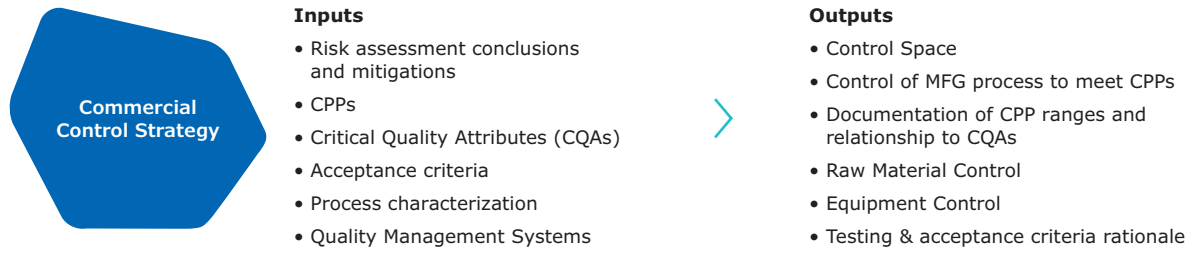 Commercial
Control Strategy
Inputs
• Risk assessment conclusions
and mitigations
• CPPs
• Critical Quality Attributes (CQAs)
• Acceptance criteria
• Process characterization
• Quality Management Systems
Outputs
• Control Space
• Control of MFG process to meet CPPs
• Documentation of CPP ranges and
relationship to CQAs
• Raw Material Control
• Equipment Control
• Testing & acceptance criteria rationale